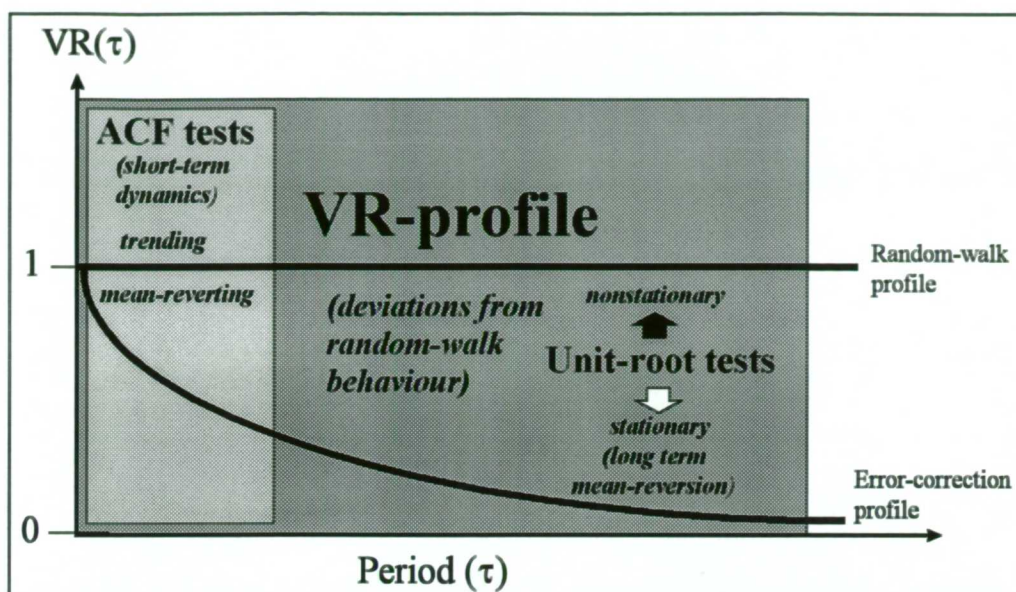 VR(τ)
ACF tests
(short-term
dynamics)
trending
VR-profile
1
Random-walk
profile
mean-reverting
(deviations from
random-walk
behaviour)
nonstationary
Unit-root tests
stationary
(long term
mean-reversion)
Error-correction
profile
0
Period (τ)